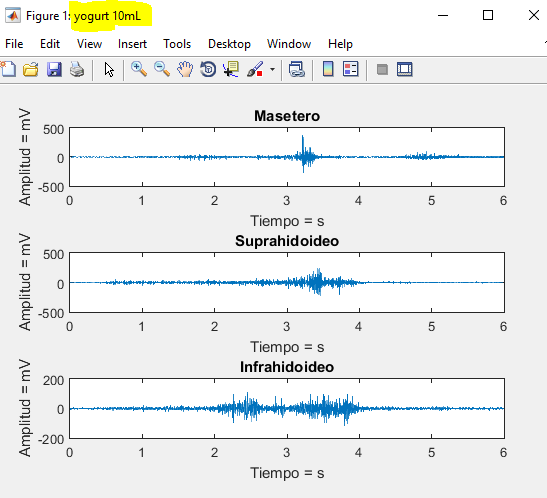 Figure 1: yogurt 10mL
File Edit View Insert Tools Desktop Window Help
Masetero
Amplitud = mV
500
0
-500
0 1 2 3 4 5 6
Tiempo = s
Suprahidoideo
Amplitud = mV
500
0
-500
0 1 2 3 4 5 6
Tiempo = s
Infrahidoideo
Amplitud = mV
200
0
-200
0 1 2 3 4 5 6
Tiempo = s